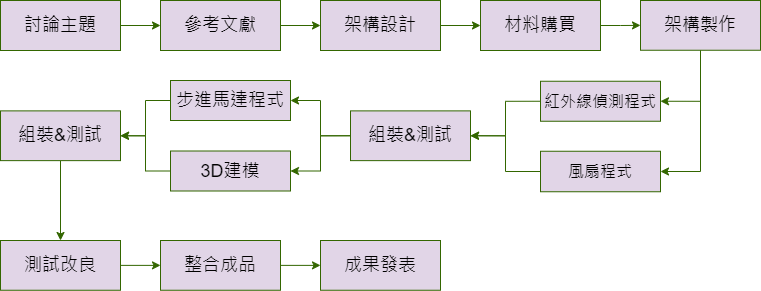 討論主題
參考文獻
架構設計
材料購買
架構製作
紅外線偵測程式
風扇程式
組裝&測試
步進馬達程式
3D建模
組裝&測試
測試改良
整合成品
成果發表